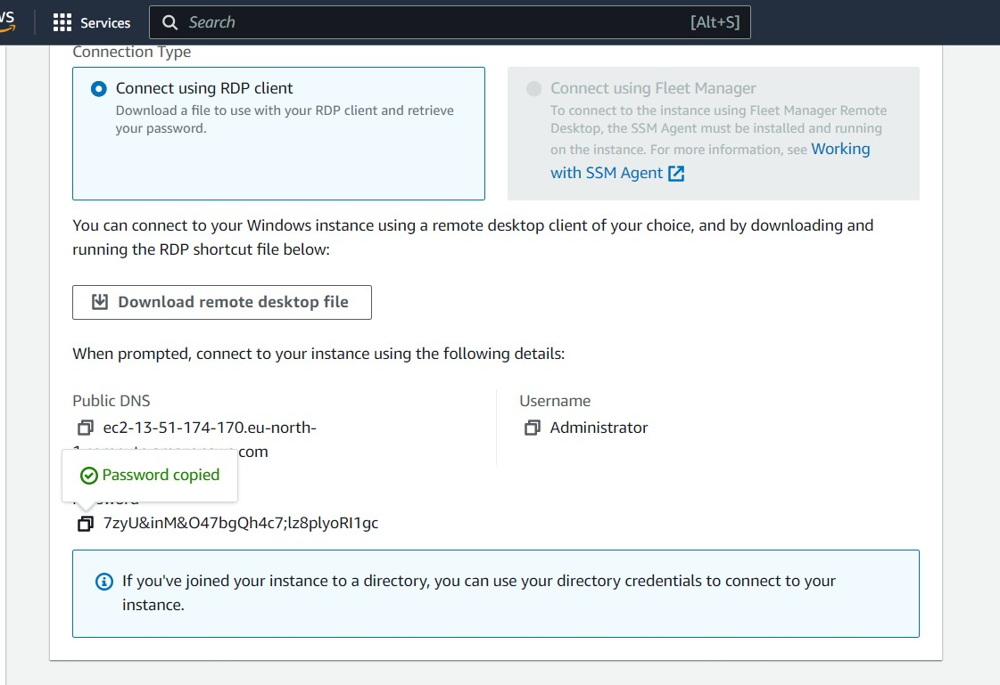 Services
Search
[Alt+S]
Connection Type
Connect using RDP client
Download a file to use with your RDP client and retrieve
your password.
Connect using Fleet Manager
To connect to the instance using Fleet Manager Remote
Desktop, the SSM Agent must be installed and running
on the instance. For more information, see Working
with SSM Agent
You can connect to your Windows instance using a remote desktop client of your choice, and by downloading and
running the RDP shortcut file below:
Download remote desktop file
When prompted, connect to your instance using the following details:
Public DNS
ec2-13-51-174-170.eu-north-
com
Username
Administrator
Password copied
7zyU&inM&O47bgQh4c7;lz8plyoRI1gc
If you've joined your instance to a directory, you can use your directory credentials to connect to your
instance.